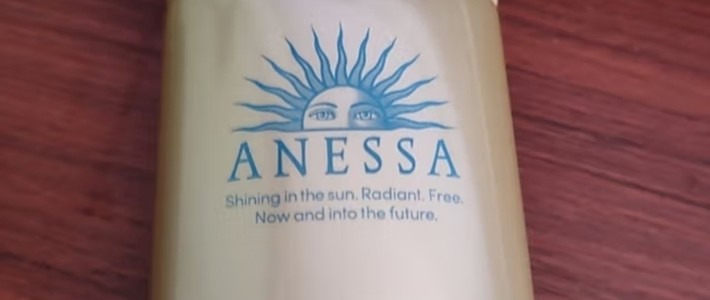 ANESSA
Shining in the sun. Radiant. Free.
Now and into the future.